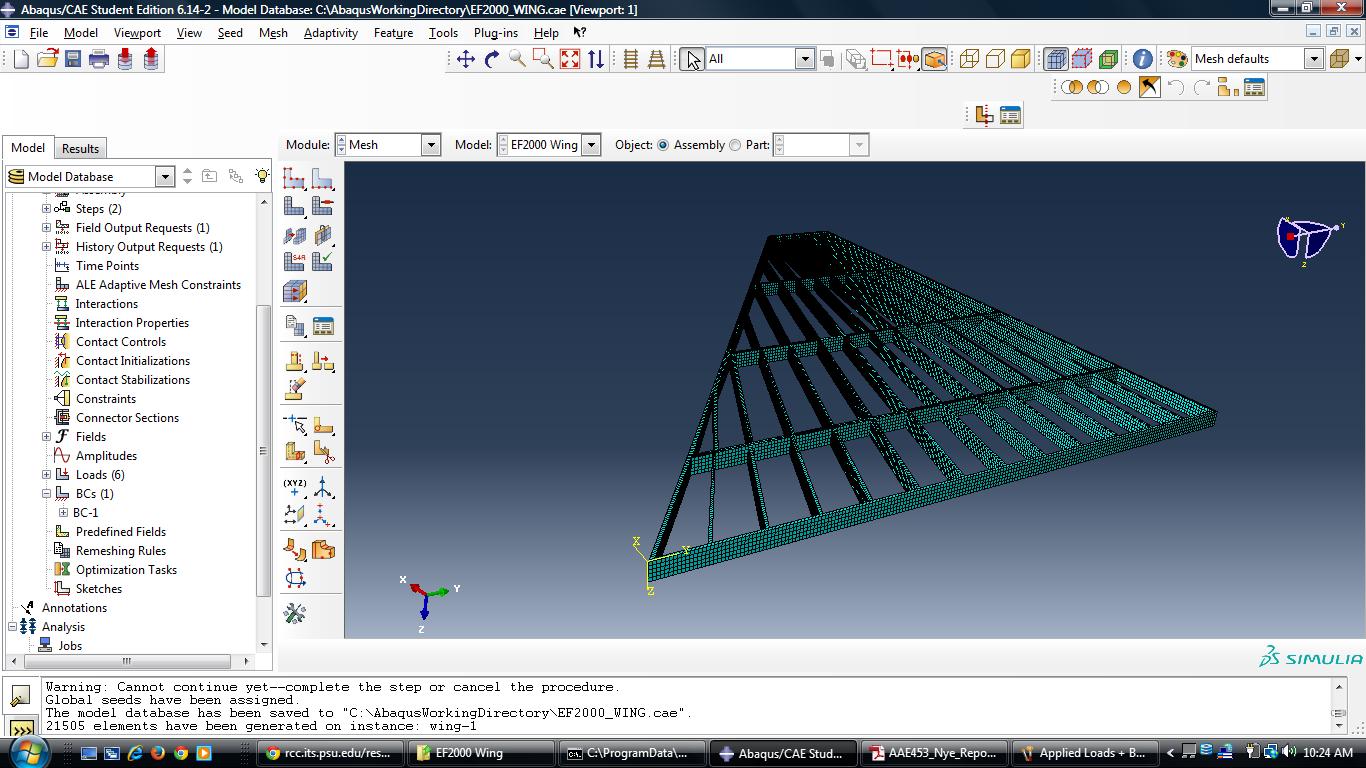 Abaqus/CAE Student Edition 6.14-2 - Model Database: C:\AbaqusWorkingDirectory\EF2000_WING.cae [Viewport: 1]
File Model Viewport View Seed Mesh Adaptivity Feature Tools Plug-ins Help
All
Mesh defaults
Model Results
Module: Mesh Model: EF2000 Wing Object: Assembly Part:
Model Database
Assembly
Steps (2)
Field Output Requests (1)
History Output Requests (1)
Time Points
ALE Adaptive Mesh Constraints
Interactions
Interaction Properties
Contact Controls
Contact Initializations
Contact Stabilizations
Constraints
Connector Sections
Fields
Amplitudes
Loads (6)
BCs (1)
BC-1
Predefined Fields
Remeshing Rules
Optimization Tasks
Sketches
Annotations
Analysis
Jobs
S4R
(XYZ)
X
Y
Z
X
Y
Z
X
Y
Z
SIMULIA
Warning: Cannot continue yet--complete the step or cancel the procedure.
Global seeds have been assigned.
The model database has been saved to "C:\AbaqusWorkingDirectory\EF2000_WING.cae".
21505 elements have been generated on instance: wing-1
>>>
rcc.its.psu.edu/res... EF2000 Wing C:\ProgramData\... Abaqus/CAE Stud... AAE453_Nye_Repo... Applied Loads + B... 10:24 AM